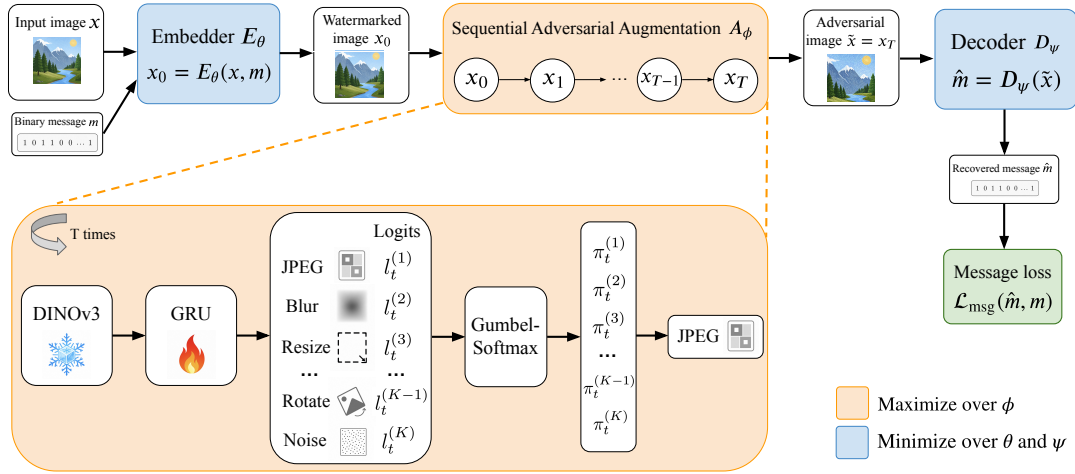 Input image x
Binary message m
1 0 1 1 0 0 ... 1
Embedder E_θ
x_0 = E_θ(x, m)
Watermarked
image x_0
Sequential Adversarial Augmentation A_ϕ
x_0
x_1
...
x_{T-1}
x_T
Adversarial
image x̃ = x_T
Decoder D_ψ
m̂ = D_ψ(x̃)
Recovered message m̂
1 0 1 1 0 0 ... 1
Message loss
ℒ_msg(m̂, m)
T times
DINOv3
GRU
Logits
JPEG l_t^{(1)}
Blur l_t^{(2)}
Resize l_t^{(3)}
... ...
Rotate l_t^{(K-1)}
Noise l_t^{(K)}
Gumbel-
Softmax
π_t^{(1)}
π_t^{(2)}
π_t^{(3)}
...
π_t^{(K-1)}
π_t^{(K)}
JPEG
Maximize over ϕ
Minimize over θ and ψ